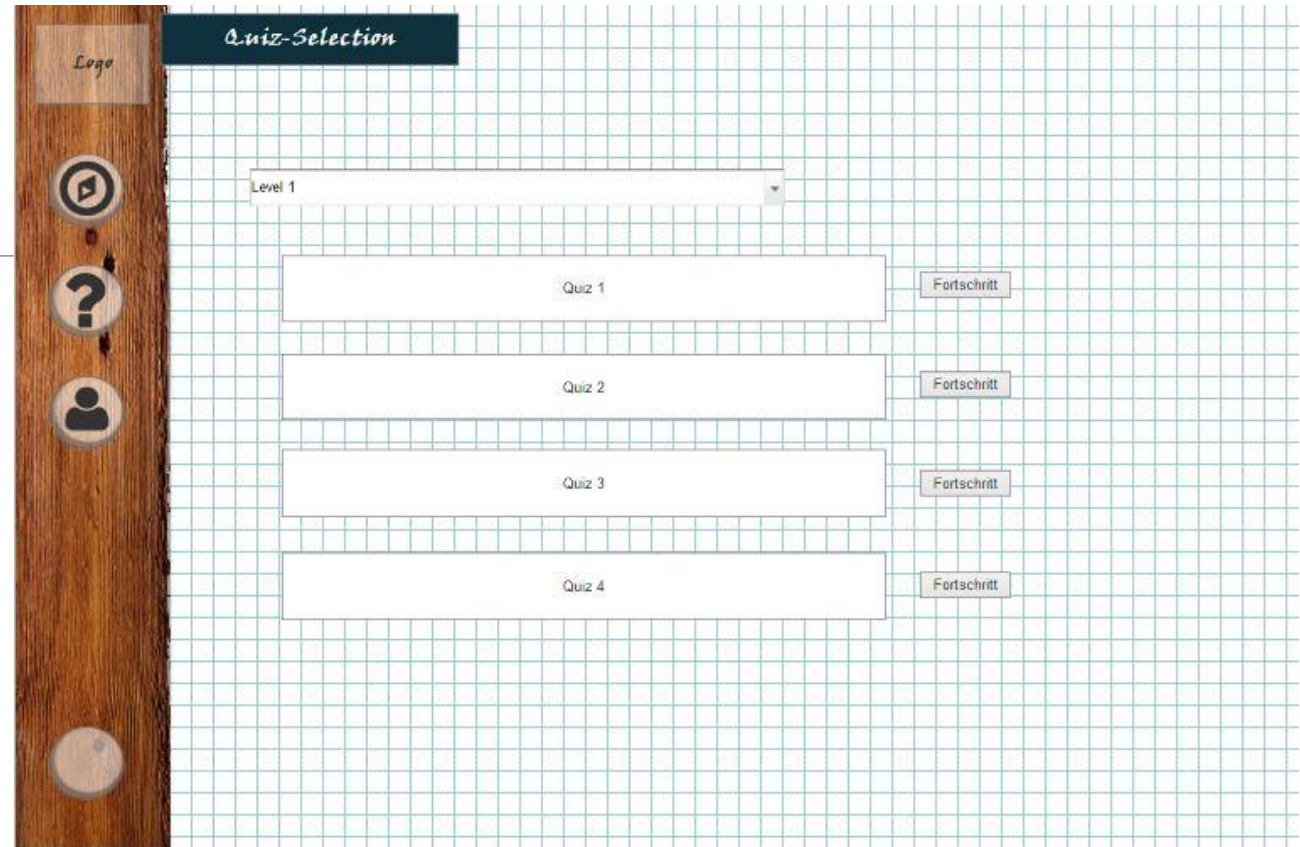 Quiz-Selection
Logo
Level 1
Quiz 1
Fortschritt
Quiz 2
Fortschritt
Quiz 3
Fortschritt
Quiz 4
Fortschritt